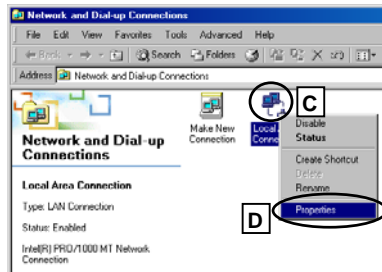 Network and Dial-up Connections
File Edit View Favorites Tools Advanced Help
Back Search Folders
Address Network and Dial-up Connections
Network and Dial-up
Connections
Local Area Connection
Type: LAN Connection
Status: Enabled
Intel(R) PRO/1000 MT Network
Connection
Make New
Connection
Local
Conne
C
Disable
Status
Create Shortcut
Delete
Rename
Properties
D